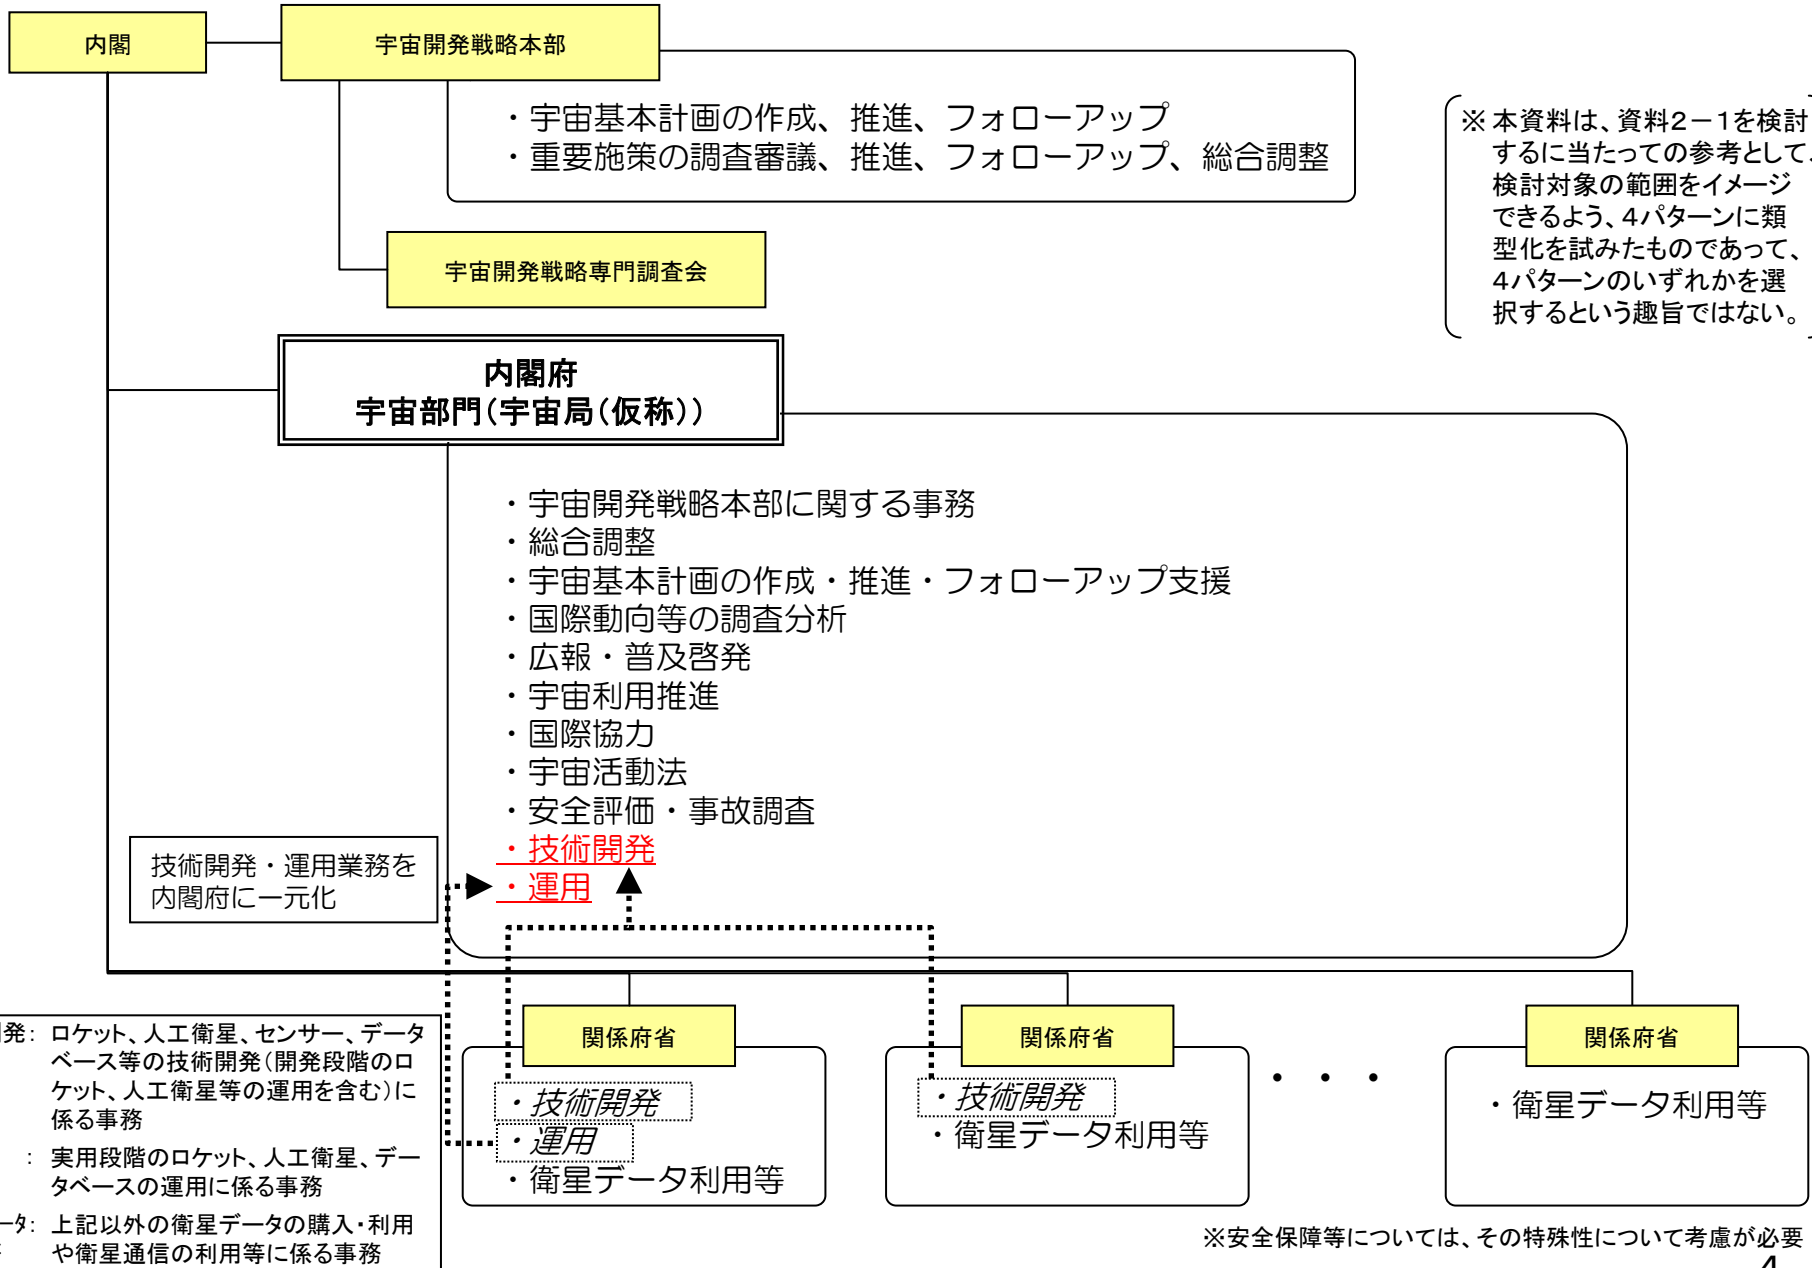 内閣
宇宙開発戦略本部
・宇宙基本計画の作成、推進、フォローアップ
・重要施策の調査審議、推進、フォローアップ、総合調整
※本資料は、資料2－1を検討
するに当たっての参考として、
検討対象の範囲をイメージ
できるよう、4パターンに類
型化を試みたものであって、
4パターンのいずれかを選
択するという趣旨ではない。
宇宙開発戦略専門調査会
内閣府
宇宙部門(宇宙局(仮称))
・宇宙開発戦略本部に関する事務
・総合調整
・宇宙基本計画の作成・推進・フォローアップ支援
・国際動向等の調査分析
・広報・普及啓発
・宇宙利用推進
・国際協力
・宇宙活動法
・安全評価・事故調査
・技術開発
・運用
技術開発・運用業務を
内閣府に一元化
関係府省
・技術開発
・運用
・衛星データ利用等
関係府省
・技術開発
・衛星データ利用等
・・・
関係府省
・衛星データ利用等
発: ロケット、人工衛星、センサー、データ
ベース等の技術開発(開発段階のロ
ケット、人工衛星等の運用を含む)に
係る事務
: 実用段階のロケット、人工衛星、デー
タベースの運用に係る事務
ータ: 上記以外の衛星データの購入・利用
や衛星通信の利用等に係る事務
※安全保障等については、その特殊性について考慮が必要